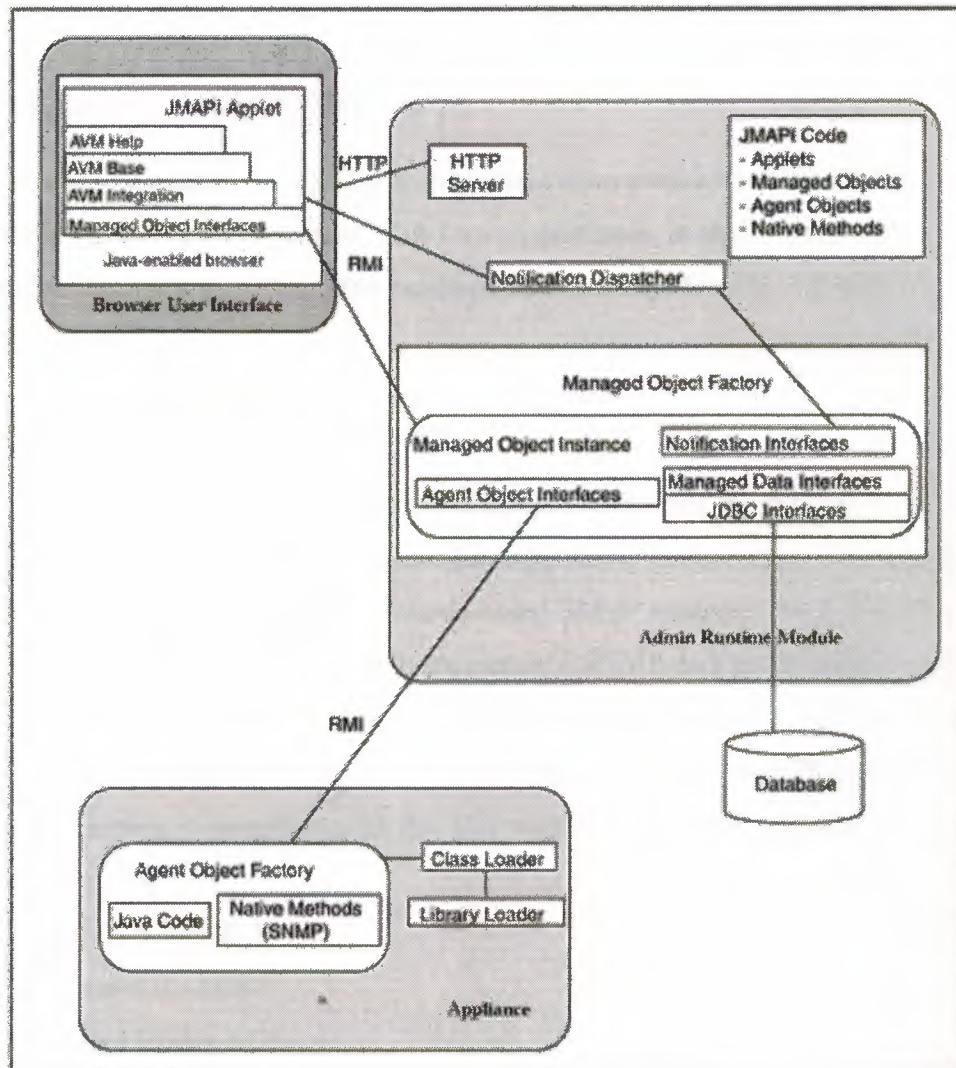 JMAPI Applet
AVM Help
AVM Base
AVM Integration
Managed Object Interfaces
Java-enabled browser
Browser User Interface
HTTP
RMI
HTTP
Server
JMAPI Code
Applets
Managed Objects
Agent Objects
Native Methods
Notification Dispatcher
Managed Object Factory
Managed Object Instance
Notification Interfaces
Agent Object Interfaces
Managed Data Interfaces
JDBC Interfaces
Admin Runtime Module
RMI
Database
Agent Object Factory
Java Code
Native Methods
(SNMP)
Class Loader
Library Loader
Appliance